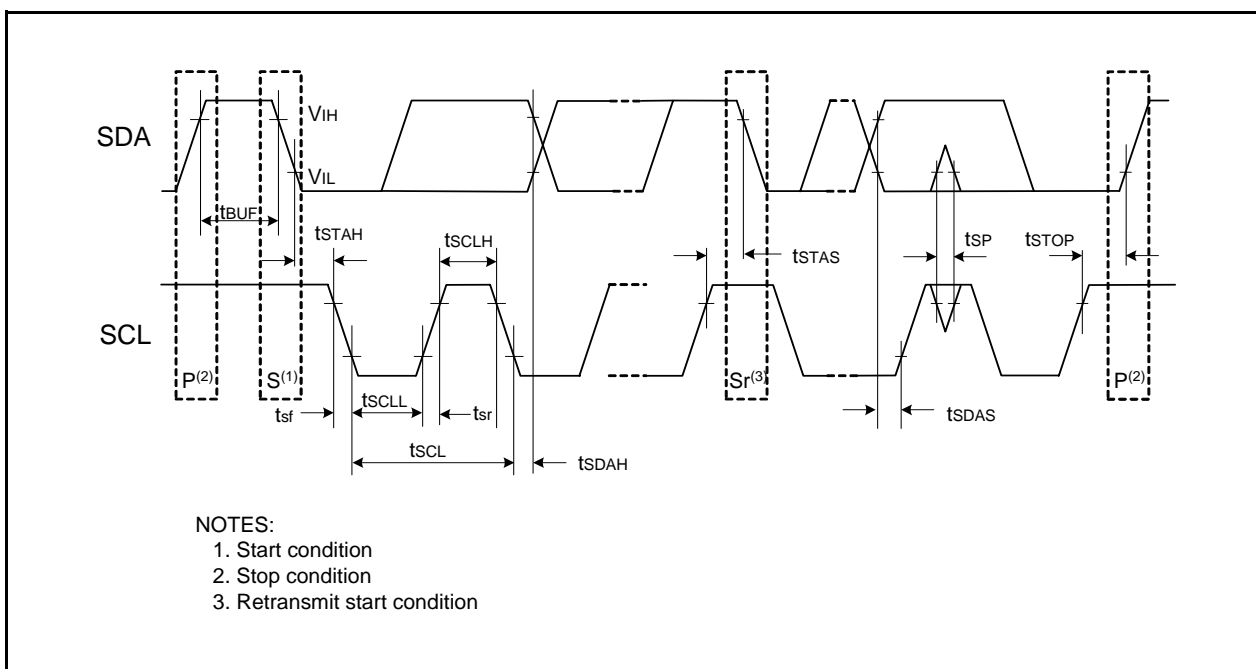 SDA
VIH
VIL
tBUF
tSTAH
tSCLH
tSTAS
tSP
tSTOP
SCL
P(2)
S(1)
Sr(3)
P(2)
tsf
tSCLL
tsr
tSDAS
tSCL
tSDAH
NOTES:
1. Start condition
2. Stop condition
3. Retransmit start condition